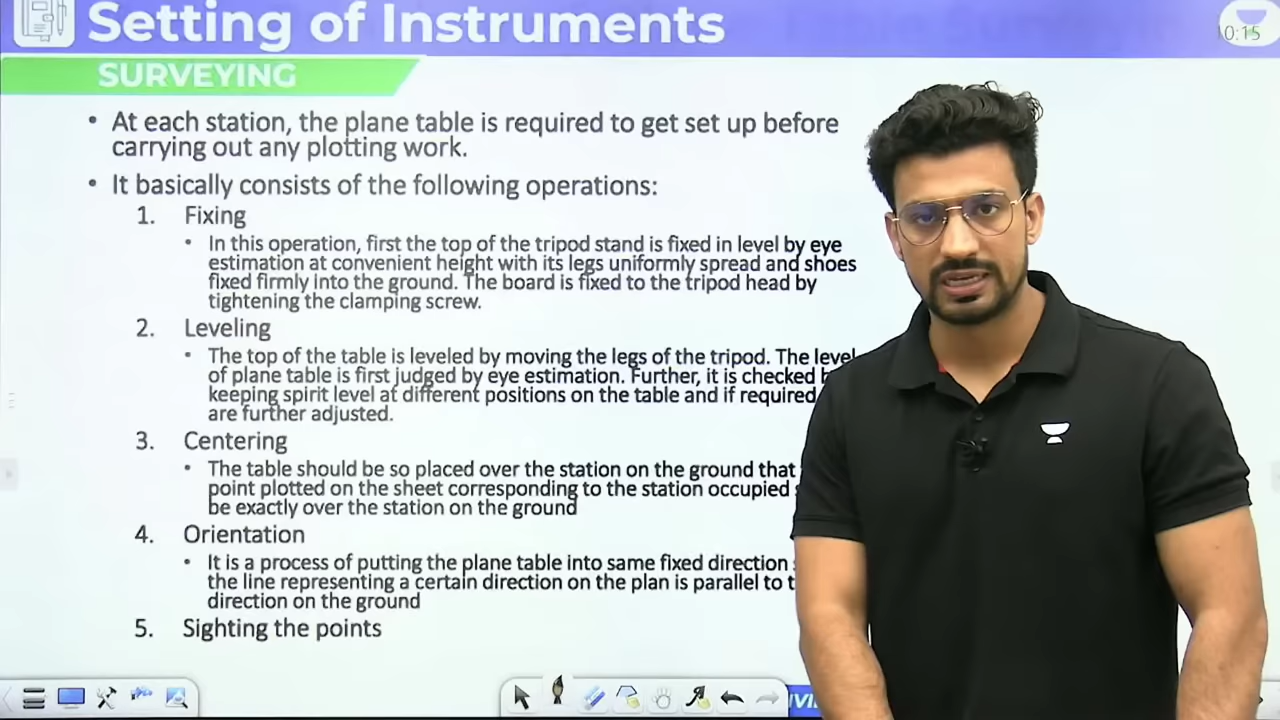 Setting of Instruments
10:15
SURVEYING
• At each station, the plane table is required to get set up before
carrying out any plotting work.
• It basically consists of the following operations:
1. Fixing
• In this operation, first the top of the tripod stand is fixed in level by eye
estimation at convenient height with its legs uniformly spread and shoes
fixed firmly into the ground. The board is fixed to the tripod head by
tightening the clamping screw.
2. Leveling
• The top of the table is leveled by moving the legs of the tripod. The level
of plane table is first judged by eye estimation. Further, it is checked
keeping spirit level at different positions on the table and if required
are further adjusted.
3. Centering
• The table should be so placed over the station on the ground that
point plotted on the sheet corresponding to the station occupied
be exactly over the station on the ground
4. Orientation
• It is a process of putting the plane table into same fixed direction
the line representing a certain direction on the plan is parallel to
direction on the ground
5. Sighting the points